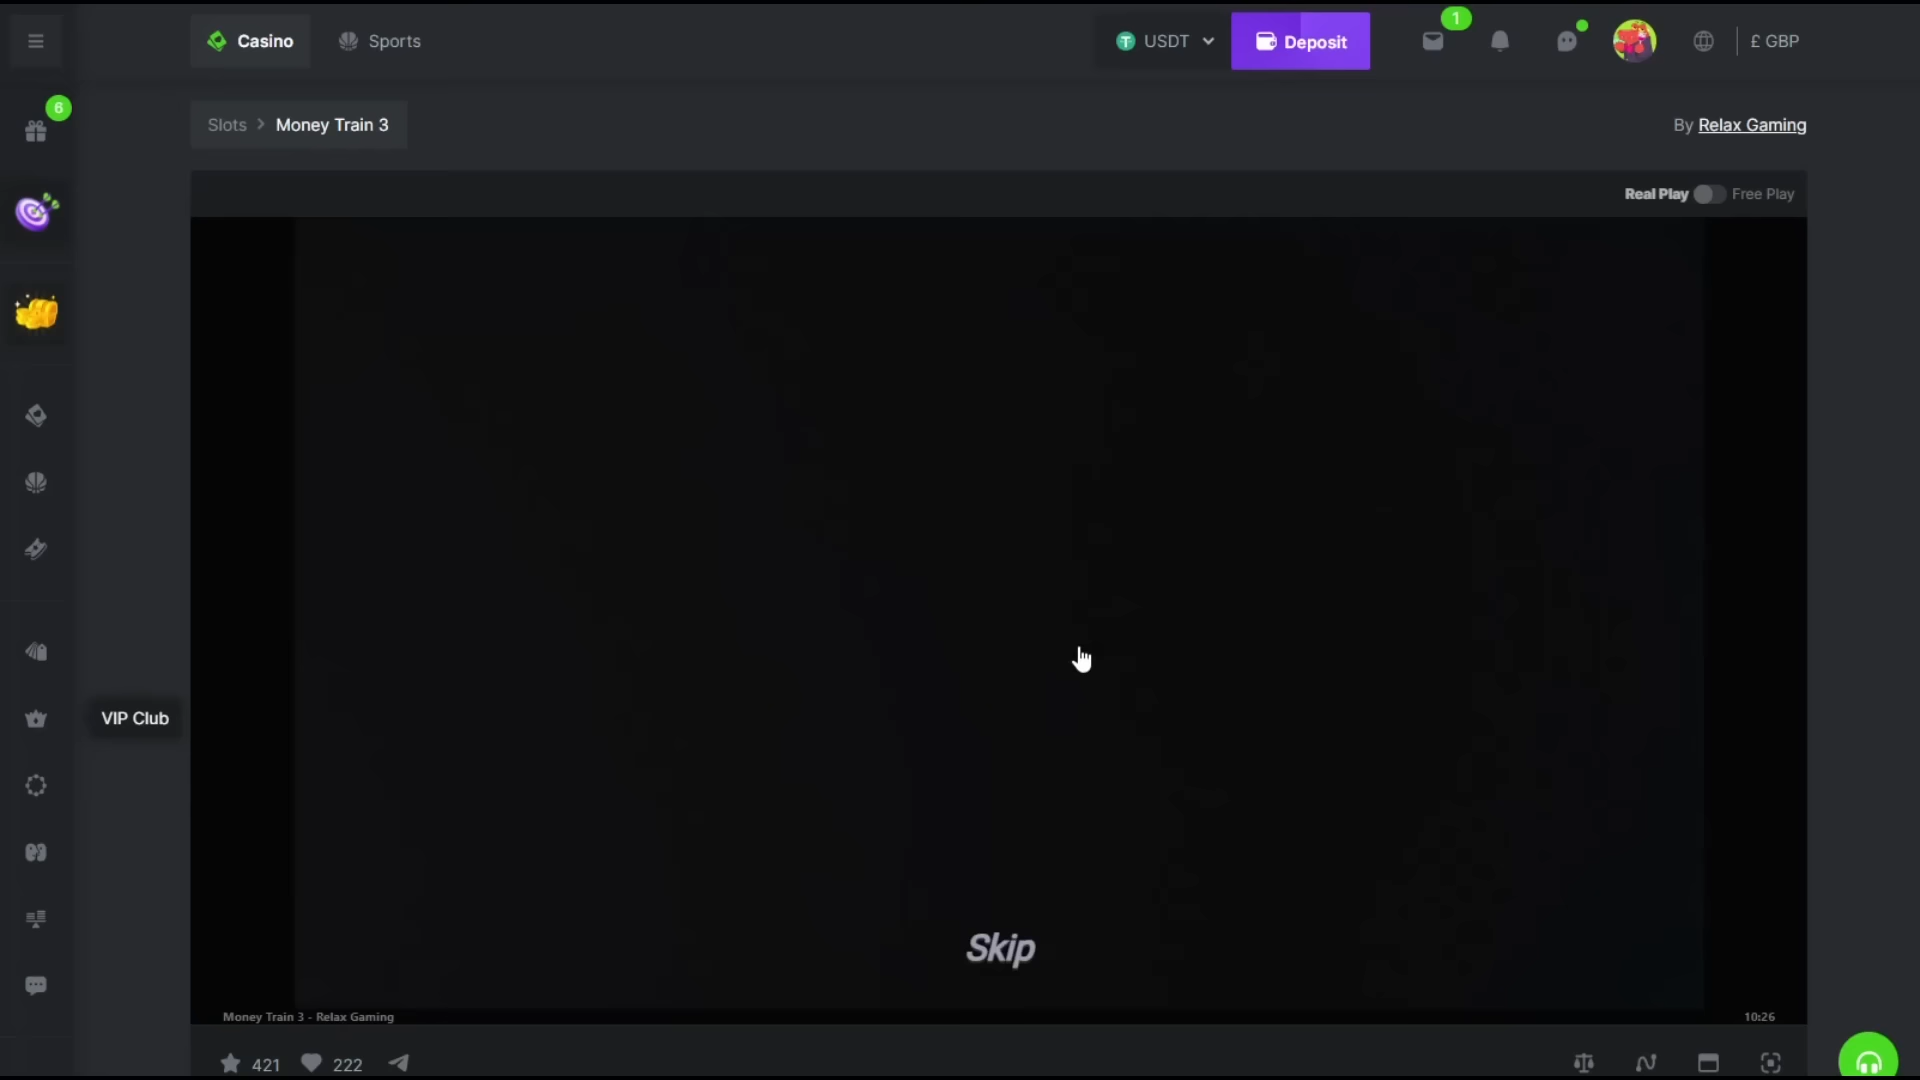 Casino
Sports
USDT
Deposit
1
£ GBP
6
Slots > Money Train 3
By Relax Gaming
Real Play
Free Play
VIP Club
Skip
Money Train 3 - Relax Gaming
10:26
421
222